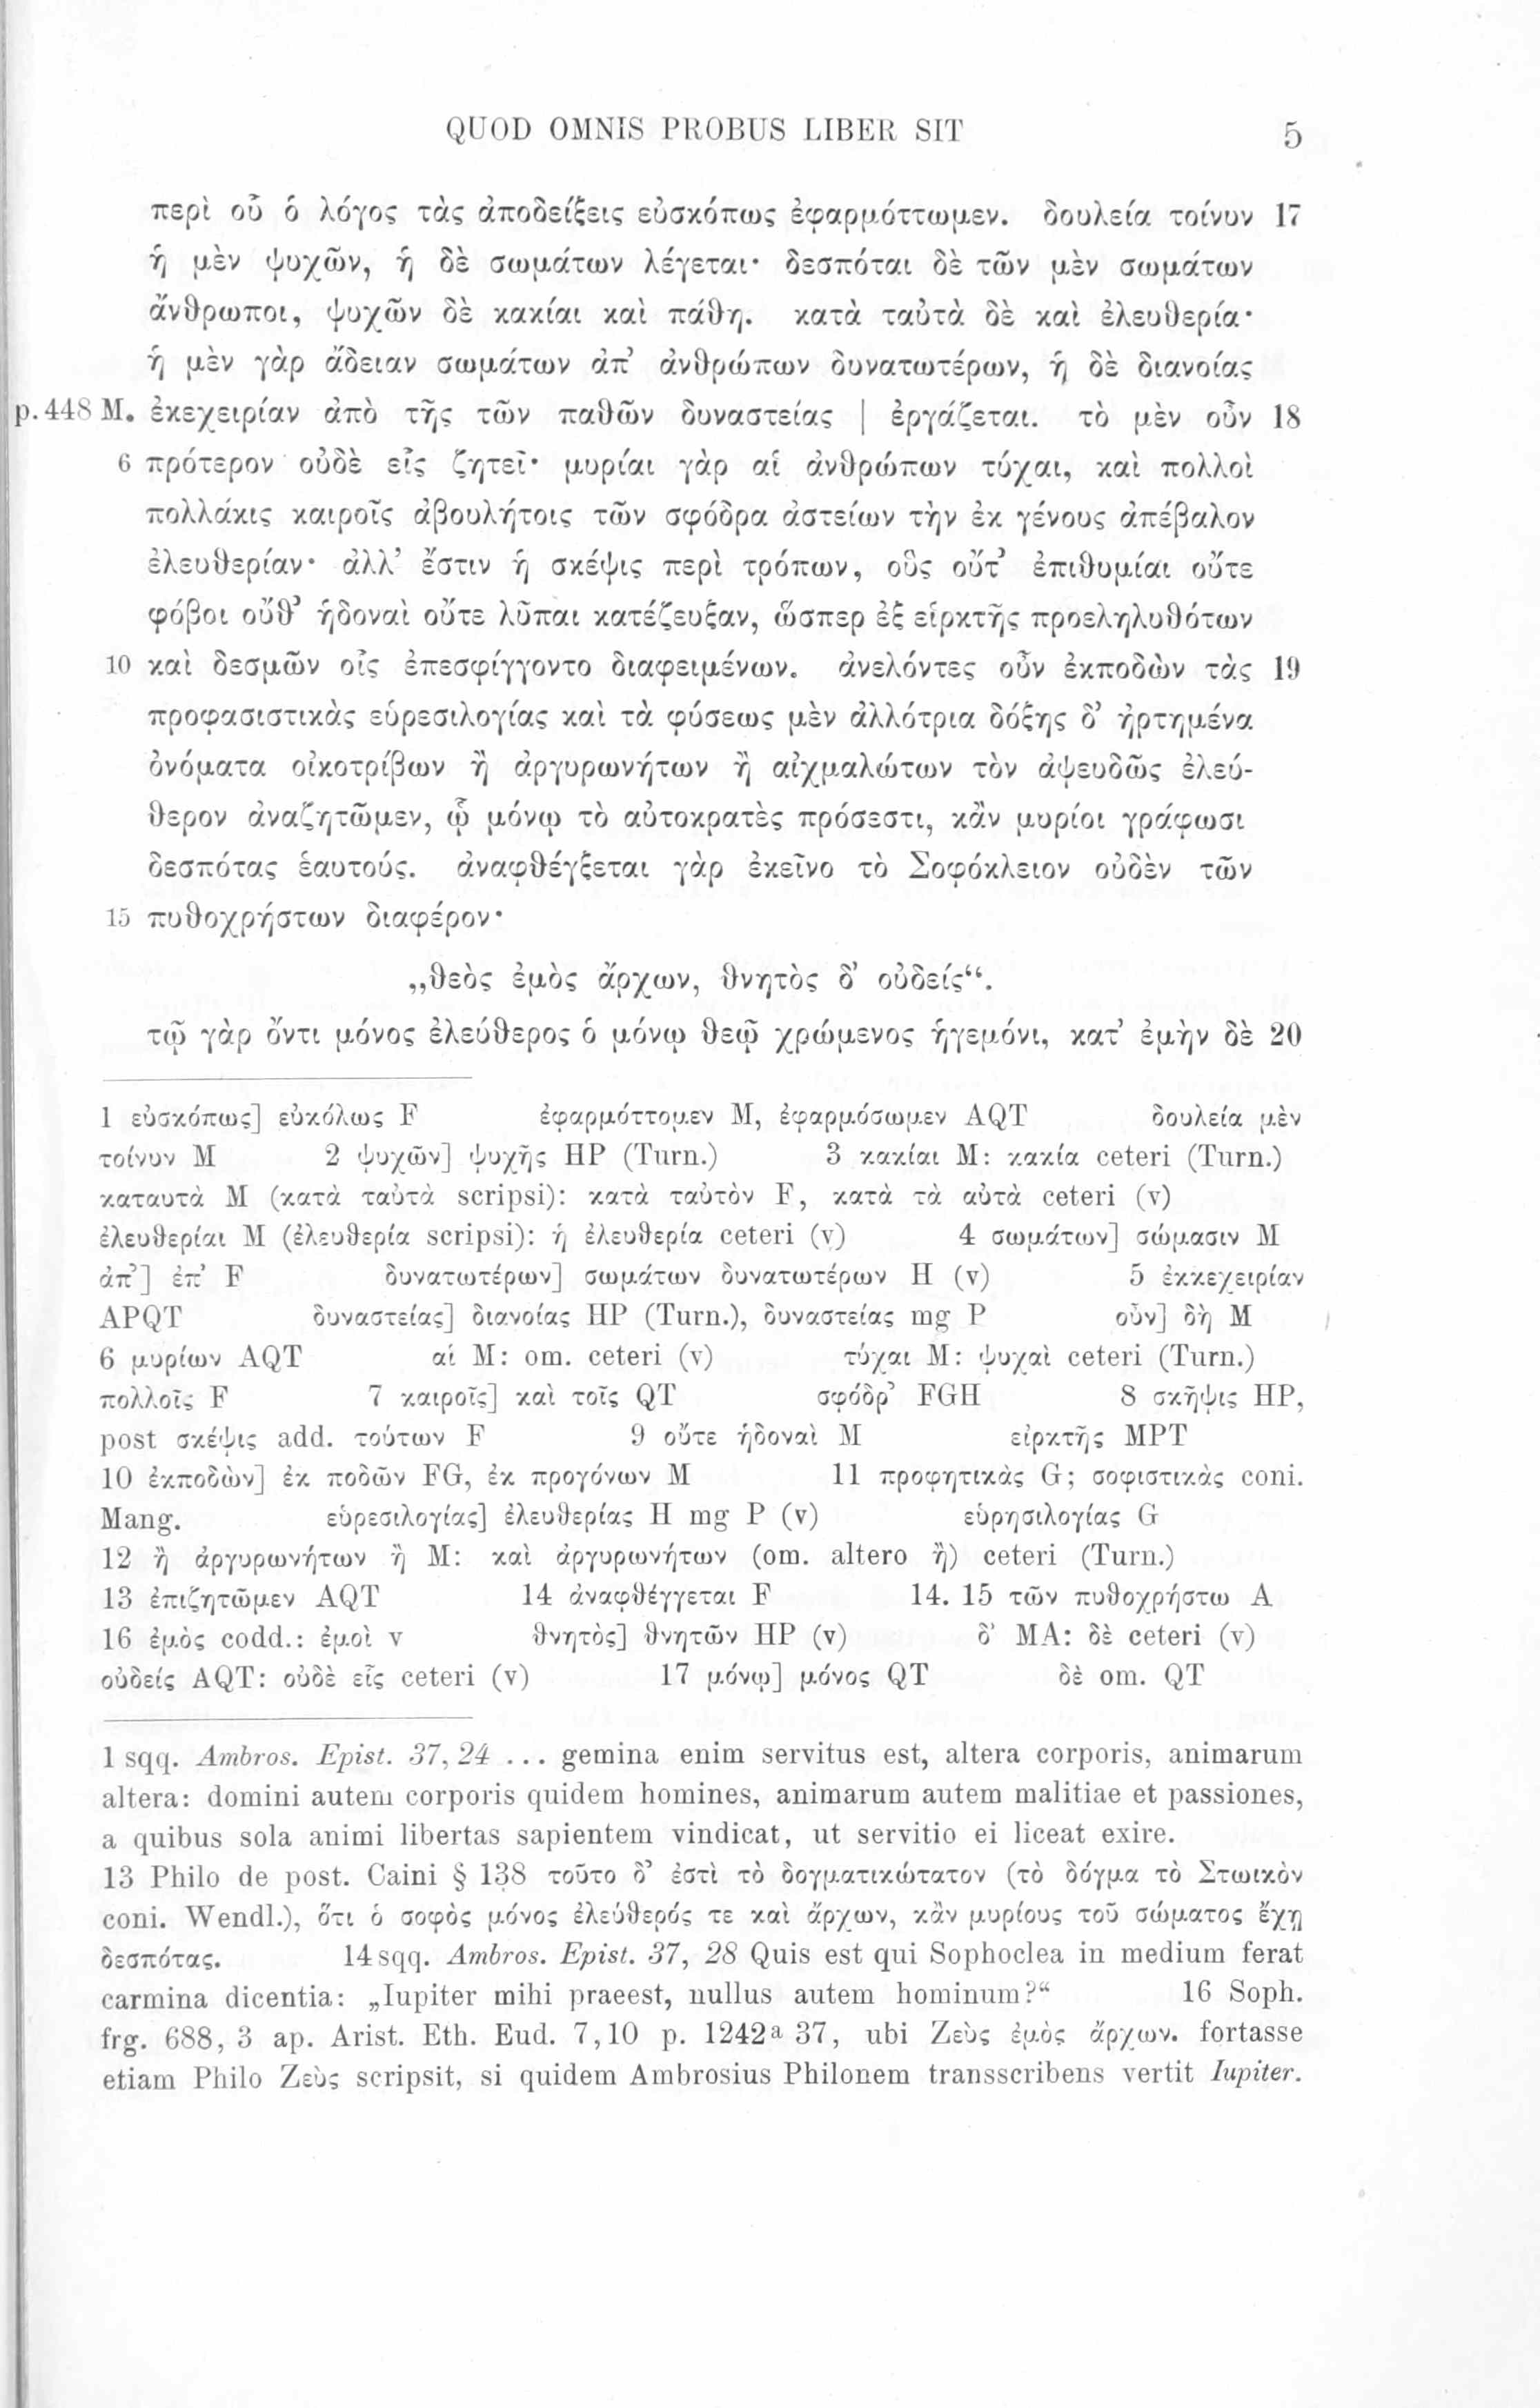 QUOD OMNIS PROBUS LIBER SIT 5
περὶ οὗ ὁ λόγος τὰς ἀποδείξεις εὐσκόπως ἐφαρμόττωμεν. δουλεία τοίνυν 17
ἡ μὲν ψυχῶν, ἡ δὲ σωμάτων λέγεται· δεσπόται δὲ τῶν μὲν σωμάτων
ἄνθρωποι, ψυχῶν δὲ κακίαι καὶ πάθη. κατὰ ταὐτὰ δὲ καὶ ἐλευθερία·
ἡ μὲν γὰρ ἄδειαν σωμάτων ἀπ’ ἀνθρώπων δυνατωτέρων, ἡ δὲ διανοίας
p. 448 M. ἐκεχειρίαν ἀπὸ τῆς τῶν παθῶν δυναστείας | ἐργάζεται. τὸ μὲν οὖν 18
6 πρότερον οὐδὲ εἷς ζητεῖ· μυρίαι γὰρ αἱ ἀνθρώπων τύχαι, καὶ πολλοὶ
πολλάκις καιροῖς ἀβουλήτοις τῶν σφόδρα ἀστείων τὴν ἐκ γένους ἀπέβαλον
ἐλευθερίαν· ἀλλ’ ἔστιν ἡ σκέψις περὶ τρόπων, οὓς οὔτ’ ἐπιθυμίαι οὔτε
φόβοι οὔθ’ ἡδοναὶ οὔτε λῦπαι κατέζευξαν, ὥσπερ ἐξ εἱρκτῆς προεληλυθότων
10 καὶ δεσμῶν οἷς ἐπεσφίγγοντο διαφειμένων. ἀνελόντες οὖν ἐκποδὼν τὰς 19
προφασιστικὰς εὑρεσιλογίας καὶ τὰ φύσεως μὲν ἀλλότρια δόξης δ’ ἠρτημένα
ὀνόματα οἰκοτρίβων ἢ ἀργυρωνήτων ἢ αἰχμαλώτων τὸν ἀψευδῶς ἐλεύ-
θερον ἀναζητῶμεν, ᾧ μόνῳ τὸ αὐτοκρατὲς πρόσεστι, κἂν μυρίοι γράφωσι
δεσπότας ἑαυτούς. ἀναφθέγξεται γὰρ ἐκεῖνο τὸ Σοφόκλειον οὐδὲν τῶν
15 πυθοχρήστων διαφέρον·
„θεὸς ἐμὸς ἄρχων, θνητὸς δ’ οὐδείς“.
τῷ γὰρ ὄντι μόνος ἐλεύθερος ὁ μόνῳ θεῷ χρώμενος ἡγεμόνι, κατ’ ἐμὴν δὲ 20
1 εὐσκόπως] εὐκόλως F ἐφαρμόττομεν M, ἐφαρμόσωμεν AQT δουλεία μὲν
τοίνυν M 2 ψυχῶν] ψυχῆς HP (Turn.) 3 κακίαι M: κακία ceteri (Turn.)
καταυτὰ M (κατὰ ταὐτὰ scripsi): κατὰ ταὐτὸν F, κατὰ τὰ αὐτὰ ceteri (v)
ἐλευθερίαι M (ἐλευθερία scripsi): ἡ ἐλευθερία ceteri (v) 4 σωμάτων] σώμασιν M
ἀπ’] ἐπ’ F δυνατωτέρων] σωμάτων δυνατωτέρων H (v) 5 ἐκκεχειρίαν
APQT δυναστείας] διανοίας HP (Turn.), δυναστείας mg P οὖν] δὴ M
6 μυρίων AQT αἱ M: om. ceteri (v) τύχαι M: ψυχαὶ ceteri (Turn.)
πολλοῖς F 7 καιροῖς] καὶ τοῖς QT σφόδρ’ FGH 8 σκῆψις HP,
post σκέψις add. τούτων F 9 οὔτε ἡδοναὶ M εἰρκτῆς MPT
10 ἐκποδὼν] ἐκ ποδῶν FG, ἐκ προγόνων M 11 προφητικὰς G; σοφιστικὰς coni.
Mang. εὑρεσιλογίας] ἐλευθερίας H mg P (v) εὑρησιλογίας G
12 ἢ ἀργυρωνήτων ἢ M: καὶ ἀργυρωνήτων (om. altero ἢ) ceteri (Turn.)
13 ἐπιζητῶμεν AQT 14 ἀναφθέγγεται F 14. 15 τῶν πυθοχρήστω A
16 ἐμὸς codd.: ἐμοὶ v θνητὸς] θνητῶν HP (v) δ’ MA: δὲ ceteri (v)
οὐδείς AQT: οὐδὲ εἷς ceteri (v) 17 μόνῳ] μόνος QT δὲ om. QT
1 sqq. Ambros. Epist. 37, 24 ... gemina enim servitus est, altera corporis, animarum
altera: domini autem corporis quidem homines, animarum autem malitiae et passiones,
a quibus sola animi libertas sapientem vindicat, ut servitio ei liceat exire.
13 Philo de post. Caini § 138 τοῦτο δ’ ἐστὶ τὸ δογματικώτατον (τὸ δόγμα τὸ Στωικὸν
coni. Wendl.), ὅτι ὁ σοφὸς μόνος ἐλεύθερός τε καὶ ἄρχων, κἂν μυρίους τοῦ σώματος ἔχῃ
δεσπότας. 14 sqq. Ambros. Epist. 37, 28 Quis est qui Sophoclea in medium ferat
carmina dicentia: „Iupiter mihi praeest, nullus autem hominum?“ 16 Soph.
frg. 688, 3 ap. Arist. Eth. Eud. 7,10 p. 1242a 37, ubi Ζεὺς ἐμὸς ἄρχων. fortasse
etiam Philo Ζεὺς scripsit, si quidem Ambrosius Philonem transscribens vertit Iupiter.